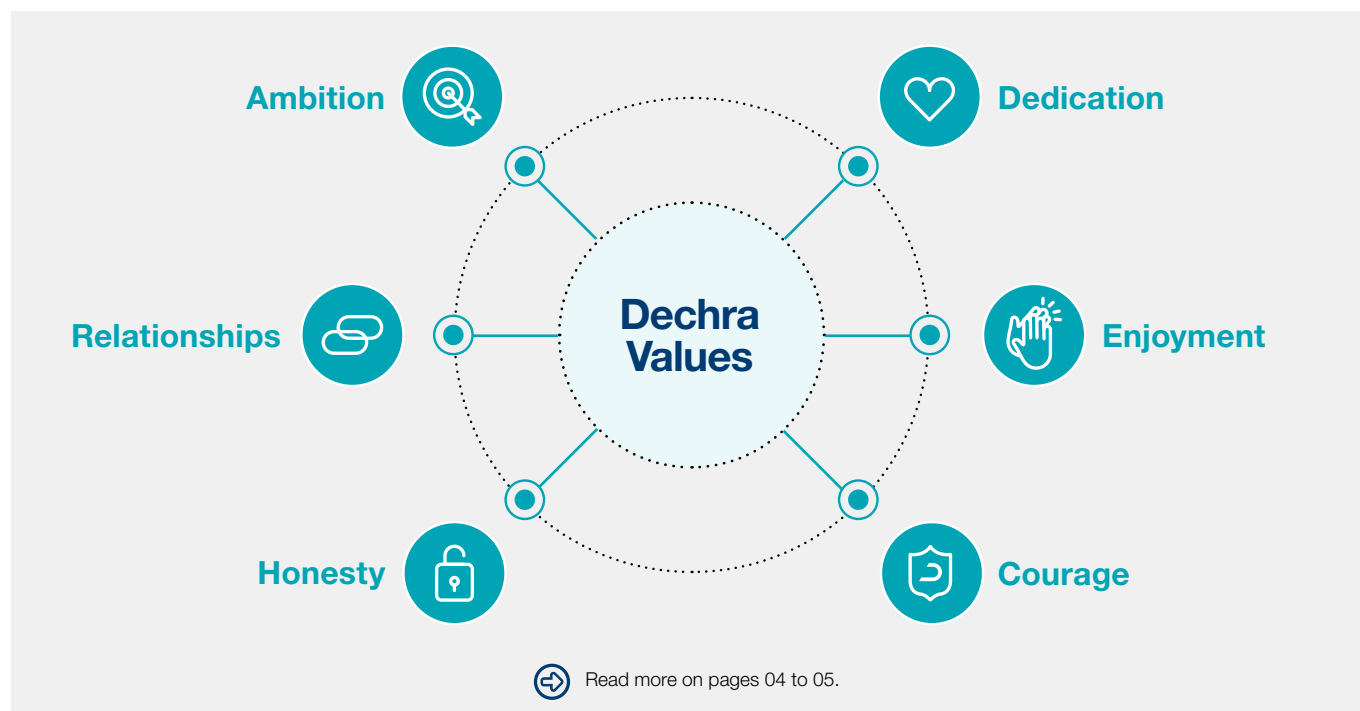 Ambition
Dedication
Relationships
Dechra
Values
Enjoyment
Honesty
Courage
Read more on pages 04 to 05.